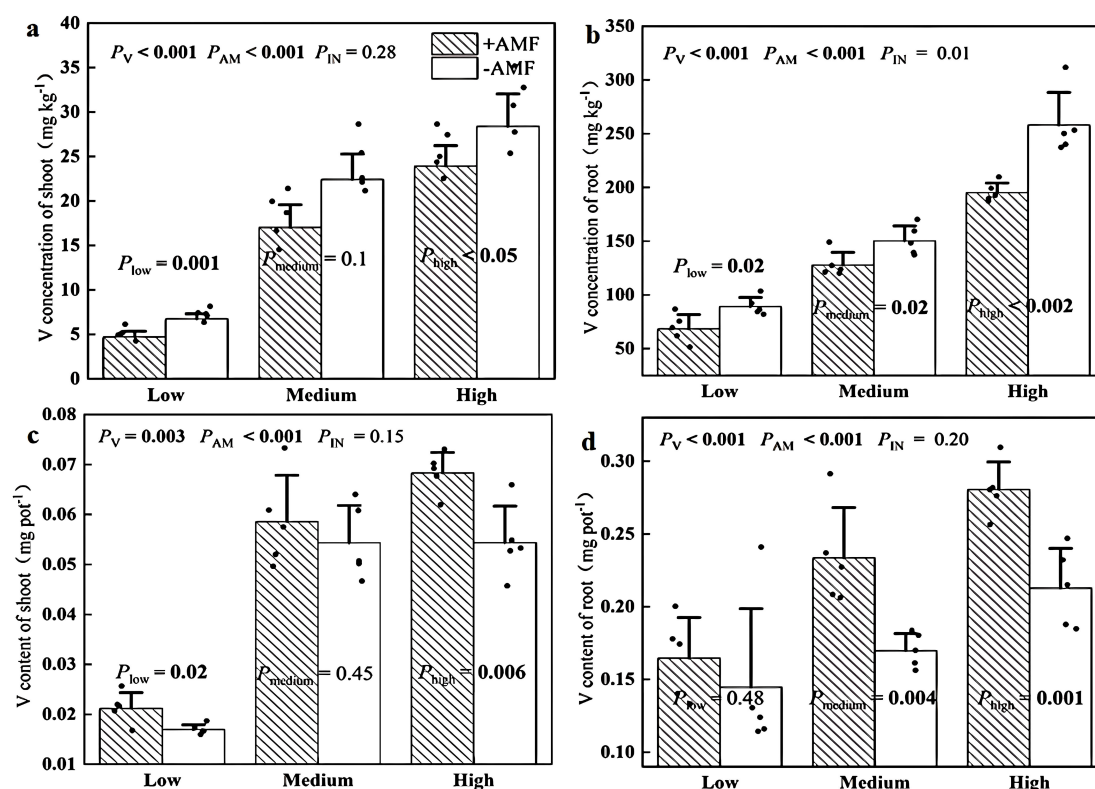 a
P_V < 0.001 P_AM < 0.001 P_IN = 0.28
+AMF
-AMF
V concentration of shoot (mg kg⁻¹)
40
35
30
25
20
15
10
5
0
P_low = 0.001
P_medium = 0.1
P_high < 0.05
Low Medium High
b
P_V < 0.001 P_AM < 0.001 P_IN = 0.01
V concentration of root (mg kg⁻¹)
350
300
250
200
150
100
50
P_low = 0.02
P_medium = 0.02
P_high < 0.002
Low Medium High
c
P_V = 0.003 P_AM < 0.001 P_IN = 0.15
V content of shoot (mg pot⁻¹)
0.08
0.07
0.06
0.05
0.04
0.03
0.02
0.01
P_low = 0.02
P_medium = 0.45
P_high = 0.006
Low Medium High
d
P_V < 0.001 P_AM < 0.001 P_IN = 0.20
V content of root (mg pot⁻¹)
0.30
0.25
0.20
0.15
0.10
P_low = 0.48
P_medium = 0.004
P_high = 0.001
Low Medium High